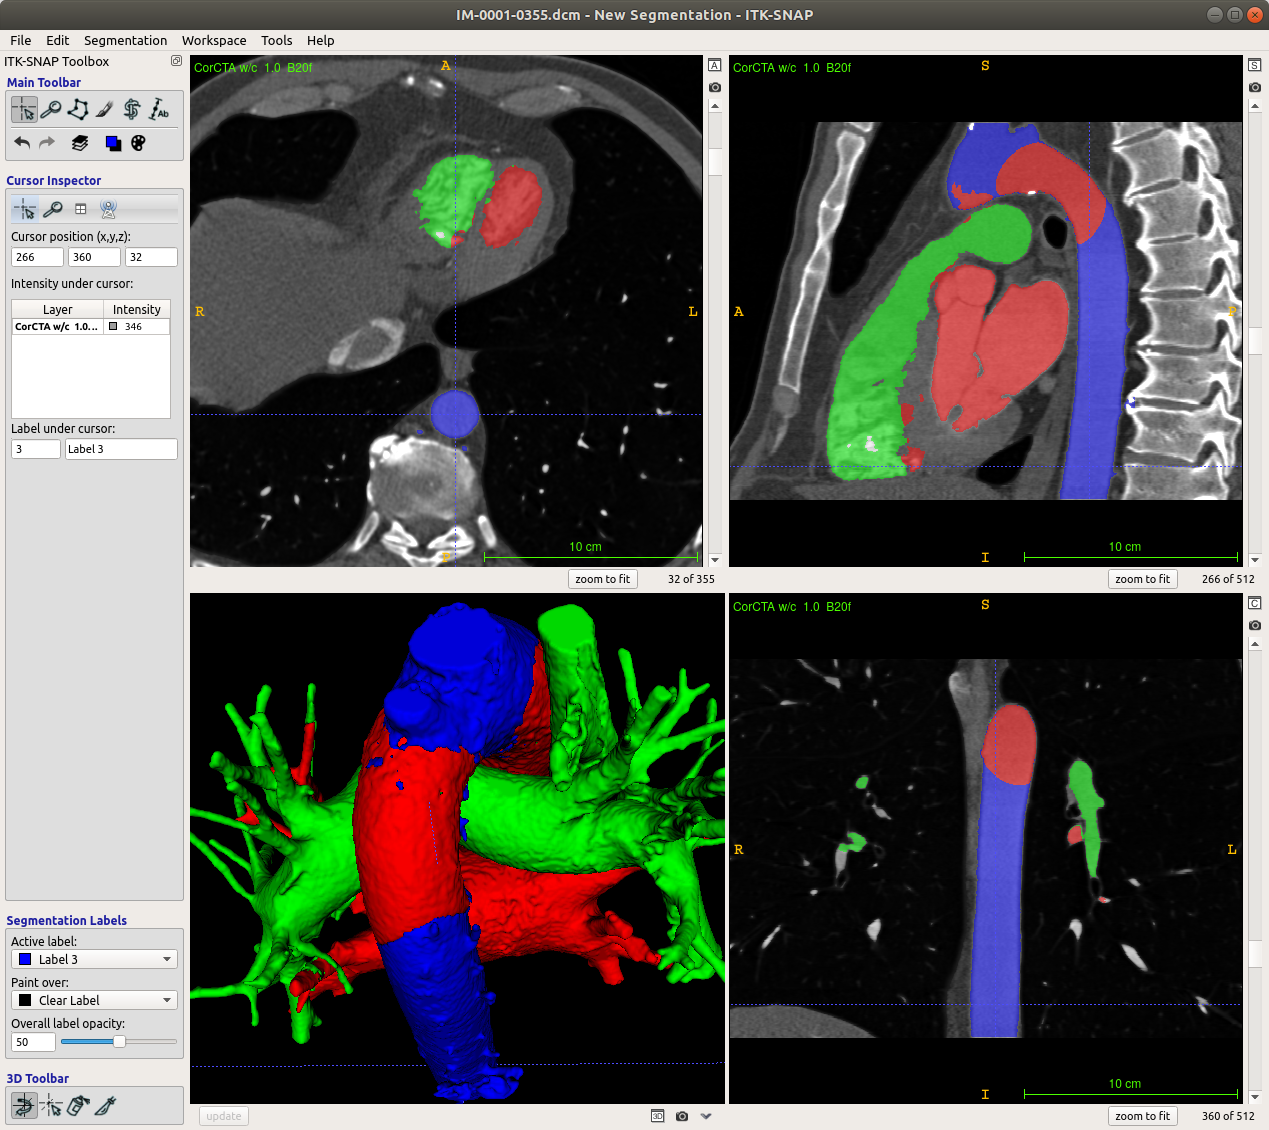 IM-0001-0355.dcm - New Segmentation - ITK-SNAP
File Edit Segmentation Workspace Tools Help
ITK-SNAP Toolbox
Main Toolbar
Ab
Cursor Inspector
Cursor position (x,y,z):
266 360 32
Intensity under cursor:
Layer Intensity
CorCTA w/c 1.0... 346
Label under cursor:
3 Label 3
Segmentation Labels
Active label:
Label 3
Paint over:
Clear Label
Overall label opacity:
50
3D Toolbar
CorCTA w/c 1.0 B20f
A
R
L
P
10 cm
A
zoom to fit 32 of 355
CorCTA w/c 1.0 B20f
S
A
P
I
10 cm
S
zoom to fit 266 of 512
update
3D
CorCTA w/c 1.0 B20f
S
R
L
I
10 cm
C
zoom to fit 360 of 512